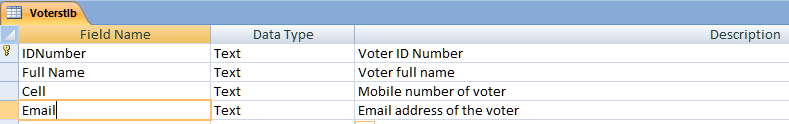 Voterstlb
Field Name Data Type Description
IDNumber Text Voter ID Number
Full Name Text Voter full name
Cell Text Mobile number of voter
Email Text Email address of the voter